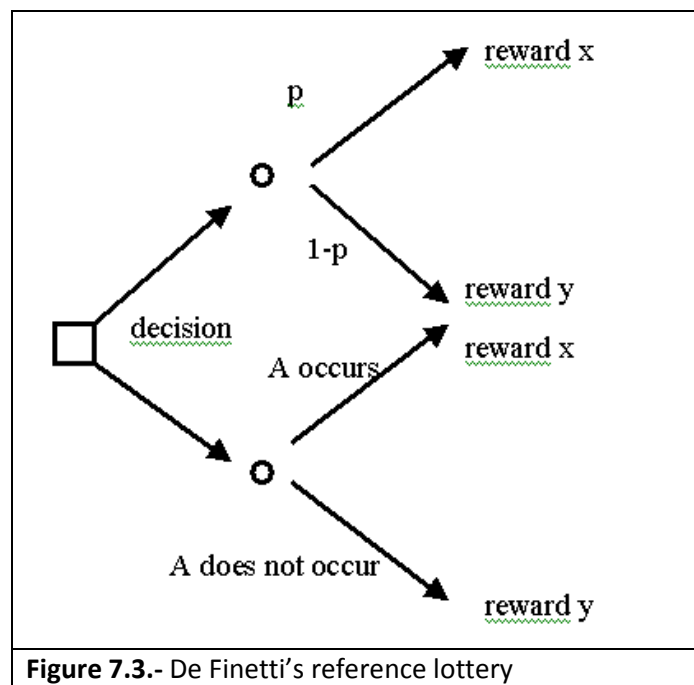 reward x
p
1-p
reward y
decision
reward x
A occurs
A does not occur
reward y
Figure 7.3.- De Finetti's reference lottery